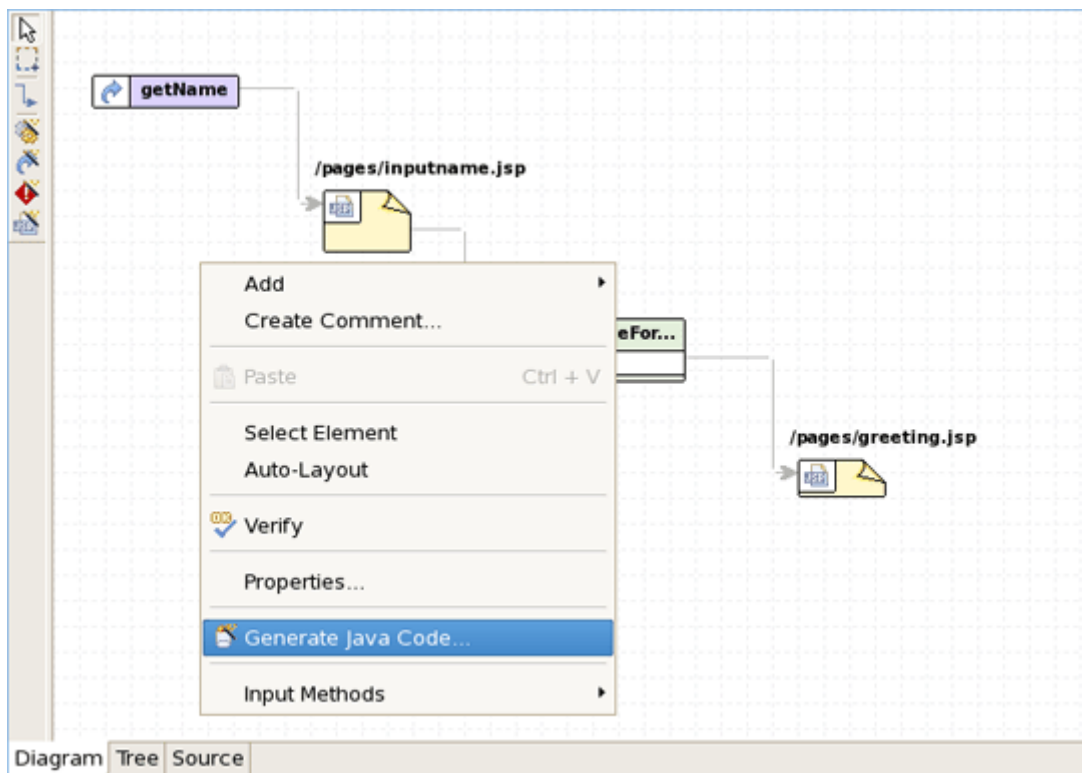 getName
/pages/inputname.jsp
Add
Create Comment...
eFor...
Paste Ctrl + V
Select Element
/pages/greeting.jsp
Auto-Layout
Verify
Properties...
Generate Java Code...
Input Methods
Diagram Tree Source